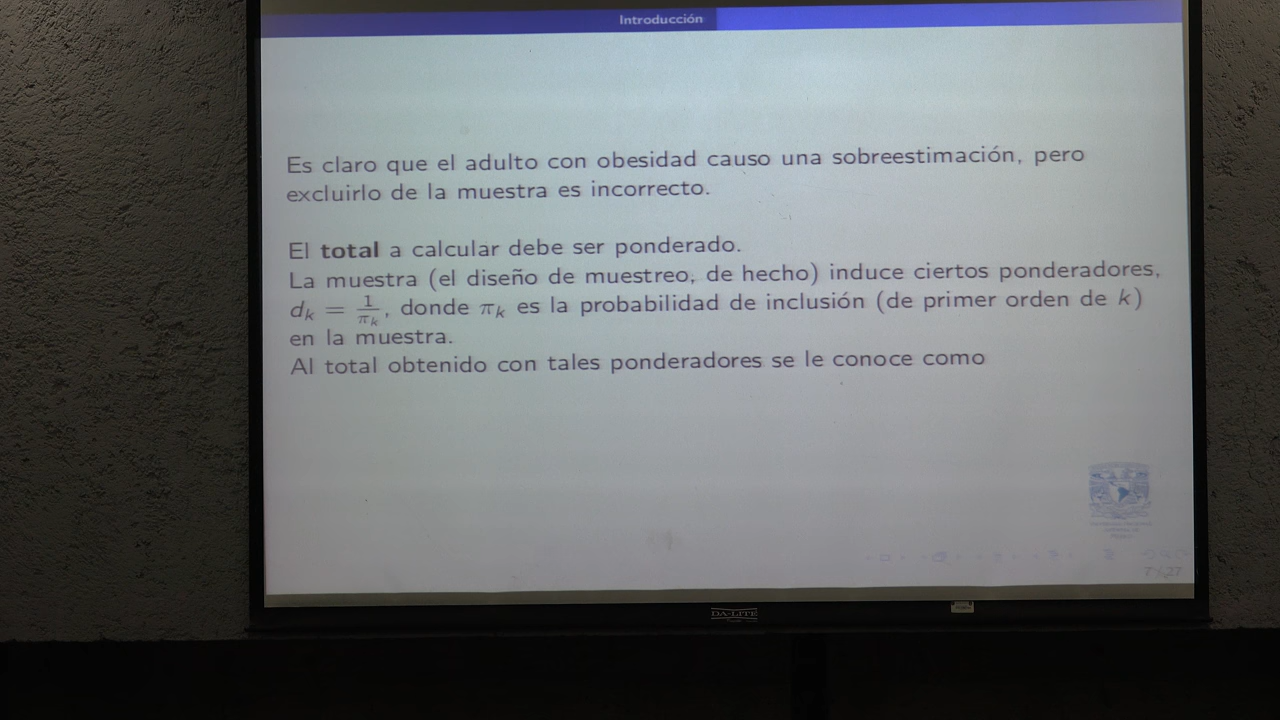 Introducción
Es claro que el adulto con obesidad causo una sobreestimación, pero
excluirlo de la muestra es incorrecto.
El total a calcular debe ser ponderado.
La muestra (el diseño de muestreo, de hecho) induce ciertos ponderadores,
d_k = 1/π_k, donde π_k es la probabilidad de inclusión (de primer orden de k)
en la muestra.
Al total obtenido con tales ponderadores se le conoce como
DA-LITE